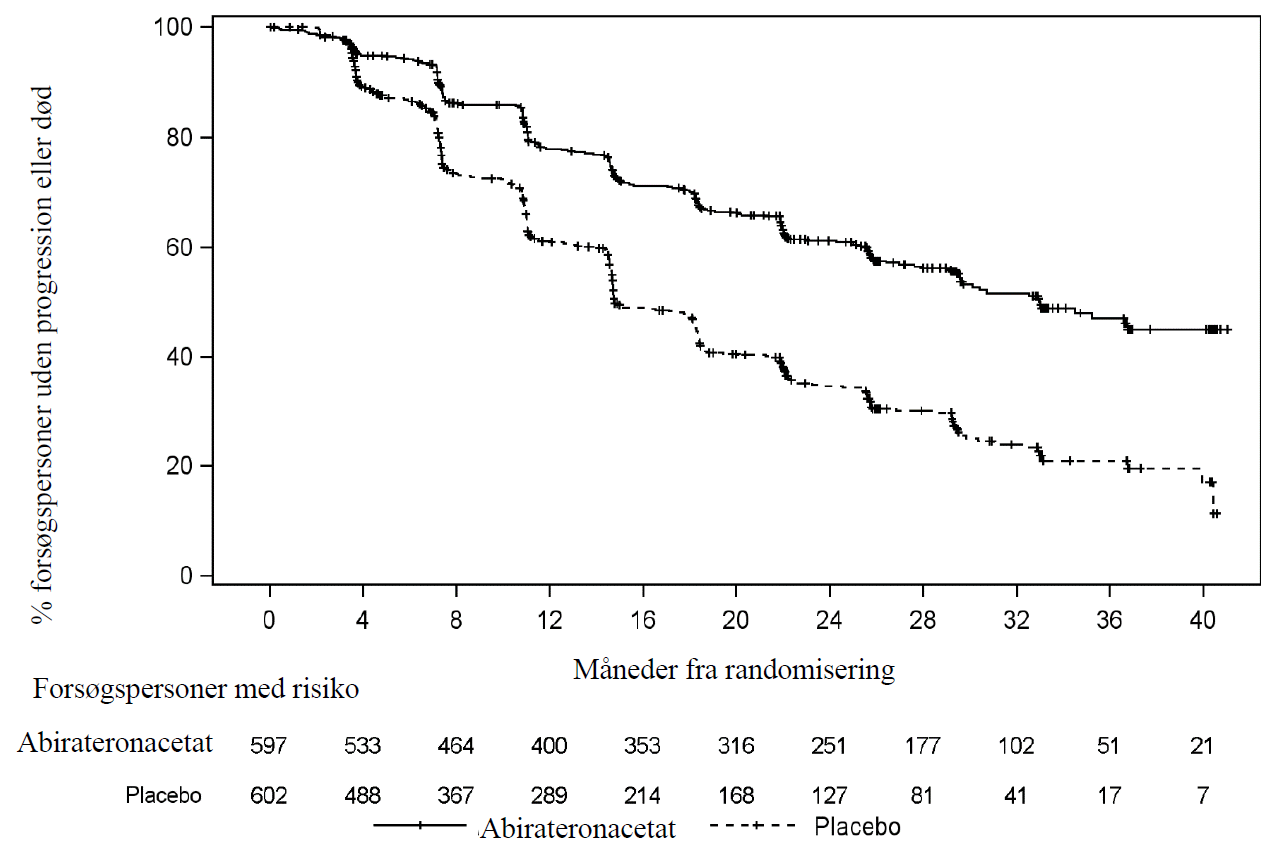 % forsøgspersoner uden progression eller død
100
80
60
40
20
0
0 4 8 12 16 20 24 28 32 36 40
Måneder fra randomisering
Forsøgspersoner med risiko
Abirateronacetat 597 533 464 400 353 316 251 177 102 51 21
Placebo 602 488 367 289 214 168 127 81 41 17 7
Abirateronacetat Placebo